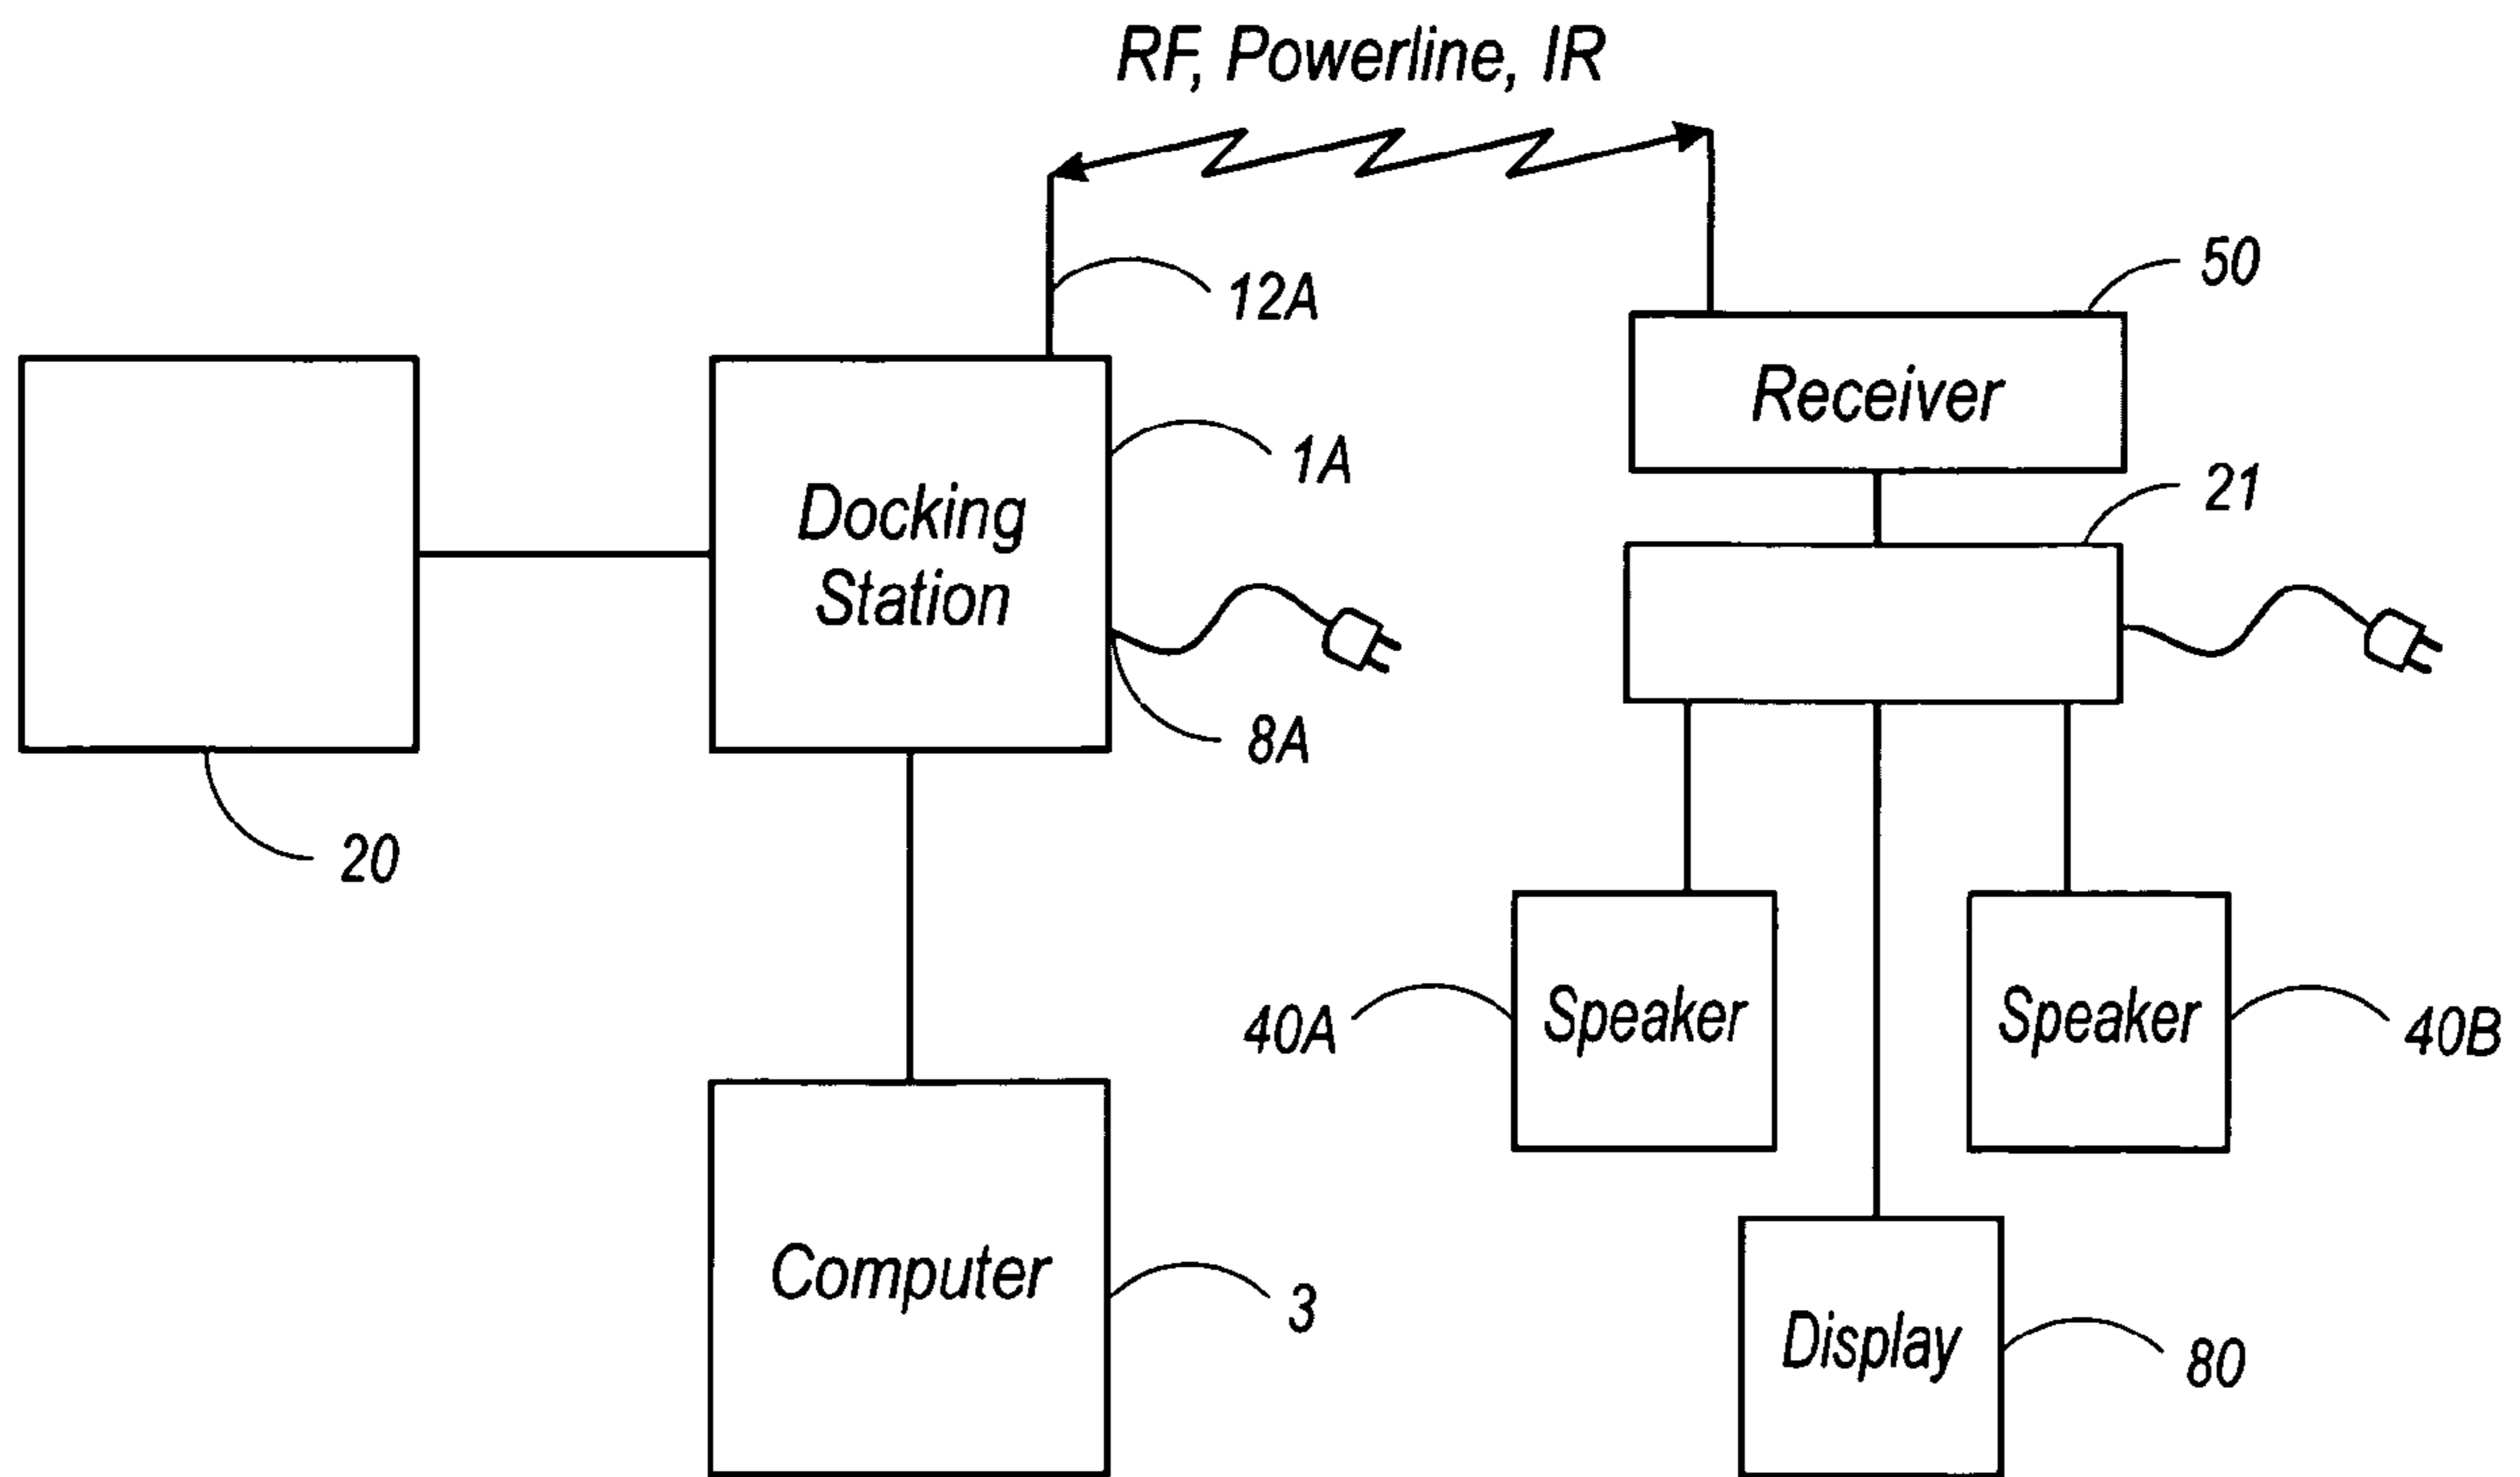 RF, Powerline, IR
12A
50
Receiver
1A
21
Docking
Station
8A
20
40A
Speaker
Speaker
40B
Computer
3
Display
80